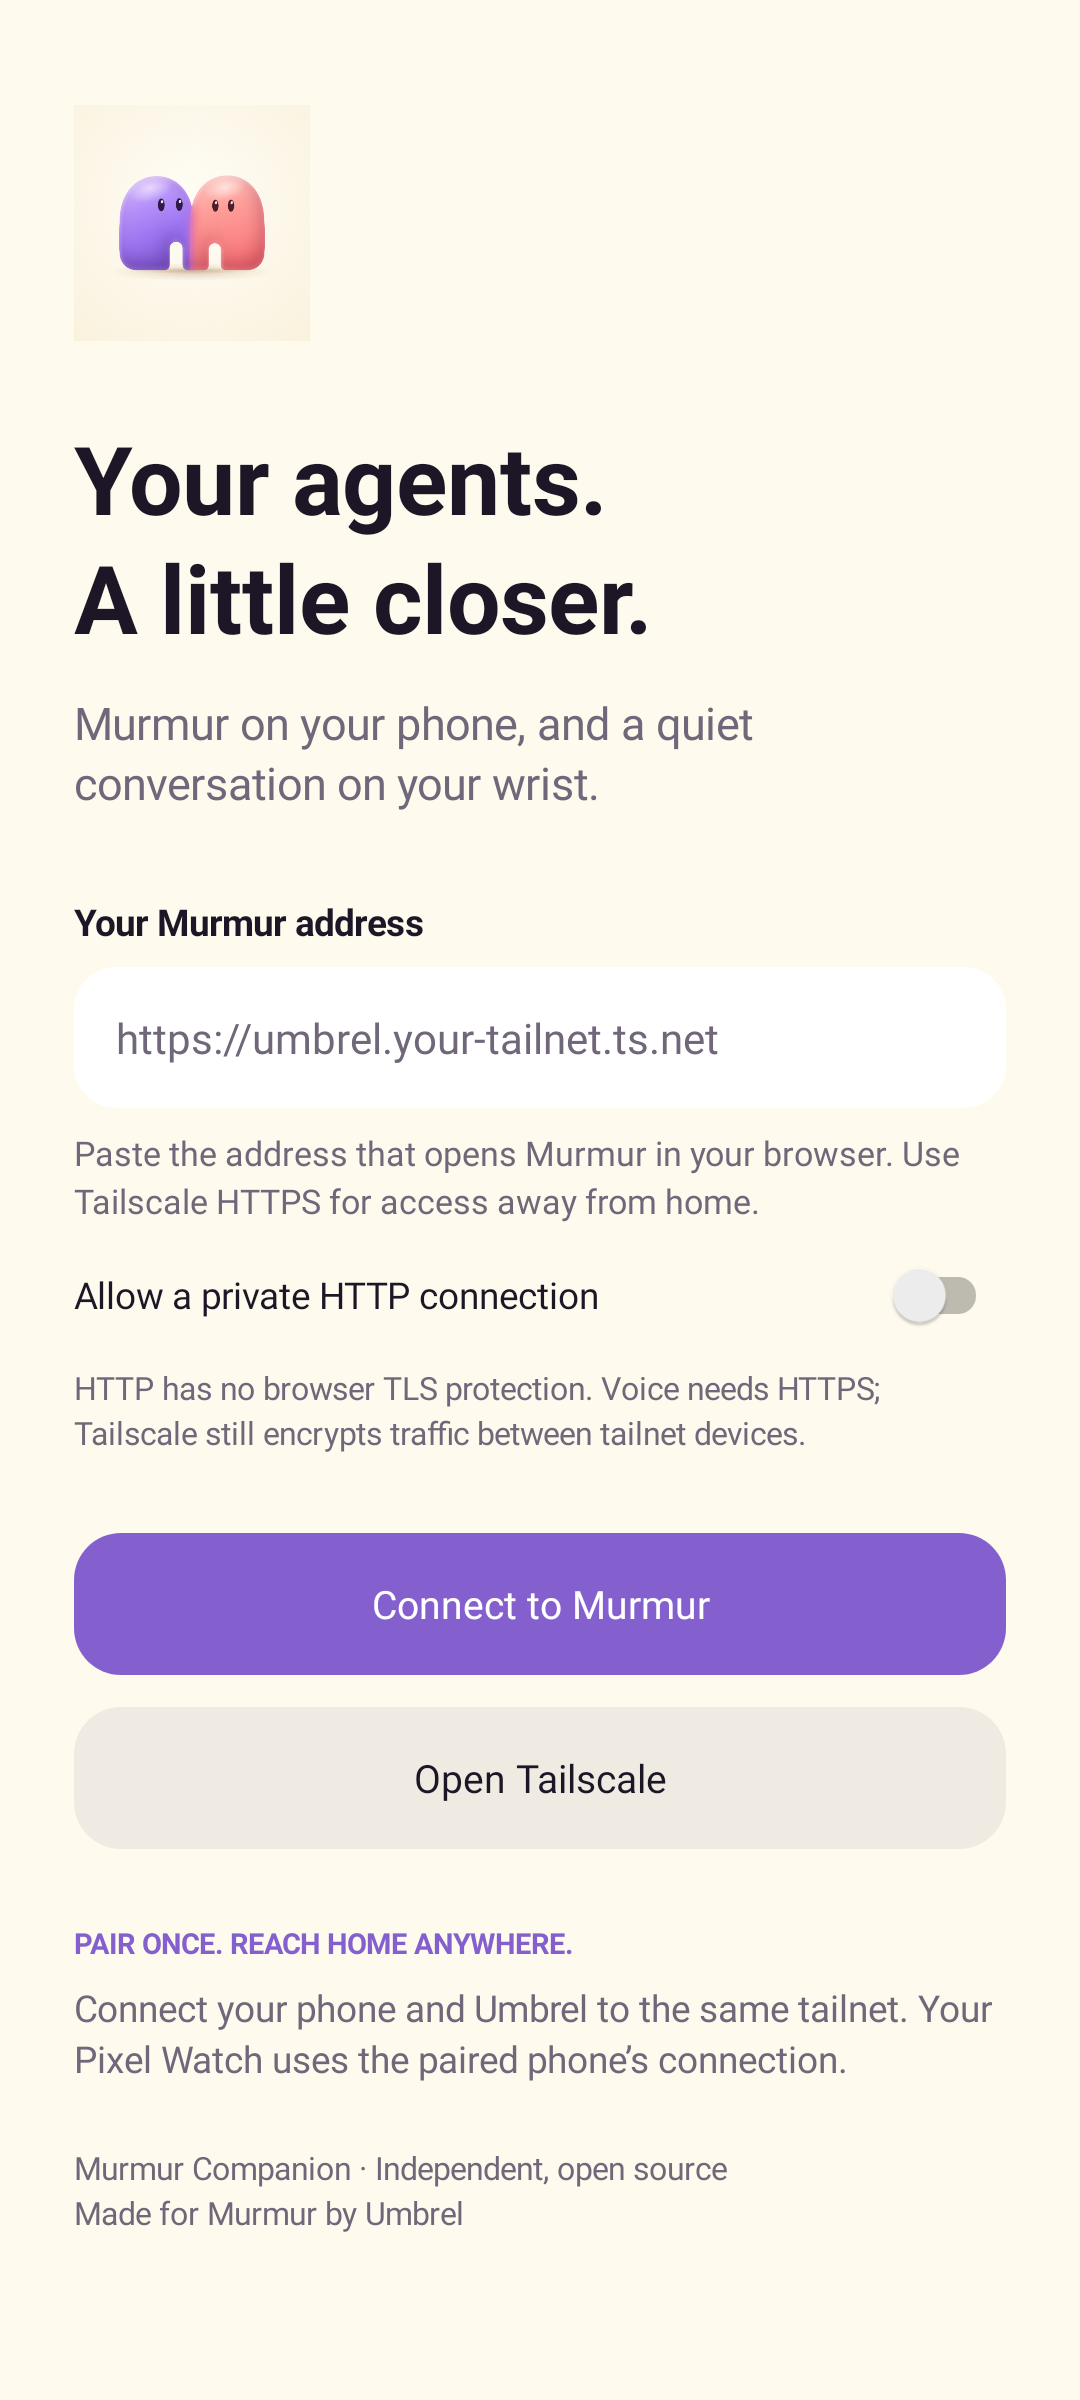 Your agents.
A little closer.
Murmur on your phone, and a quiet
conversation on your wrist.
Your Murmur address
https://umbrel.your-tailnet.ts.net
Paste the address that opens Murmur in your browser. Use
Tailscale HTTPS for access away from home.
Allow a private HTTP connection
HTTP has no browser TLS protection. Voice needs HTTPS;
Tailscale still encrypts traffic between tailnet devices.
Connect to Murmur
Open Tailscale
PAIR ONCE. REACH HOME ANYWHERE.
Connect your phone and Umbrel to the same tailnet. Your
Pixel Watch uses the paired phone’s connection.
Murmur Companion · Independent, open source
Made for Murmur by Umbrel